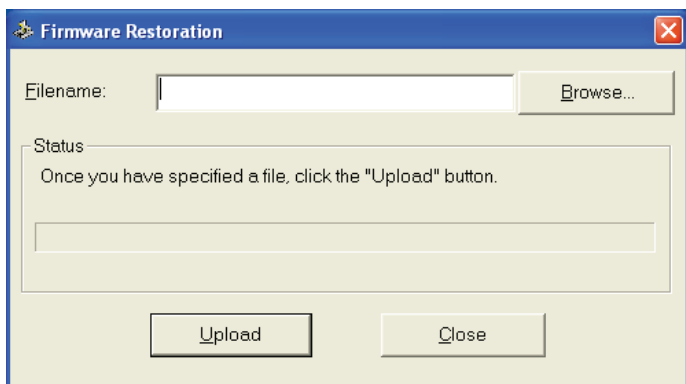 Firmware Restoration
Filename:
Browse...
Status
Once you have specified a file, click the "Upload" button.
Upload
Close